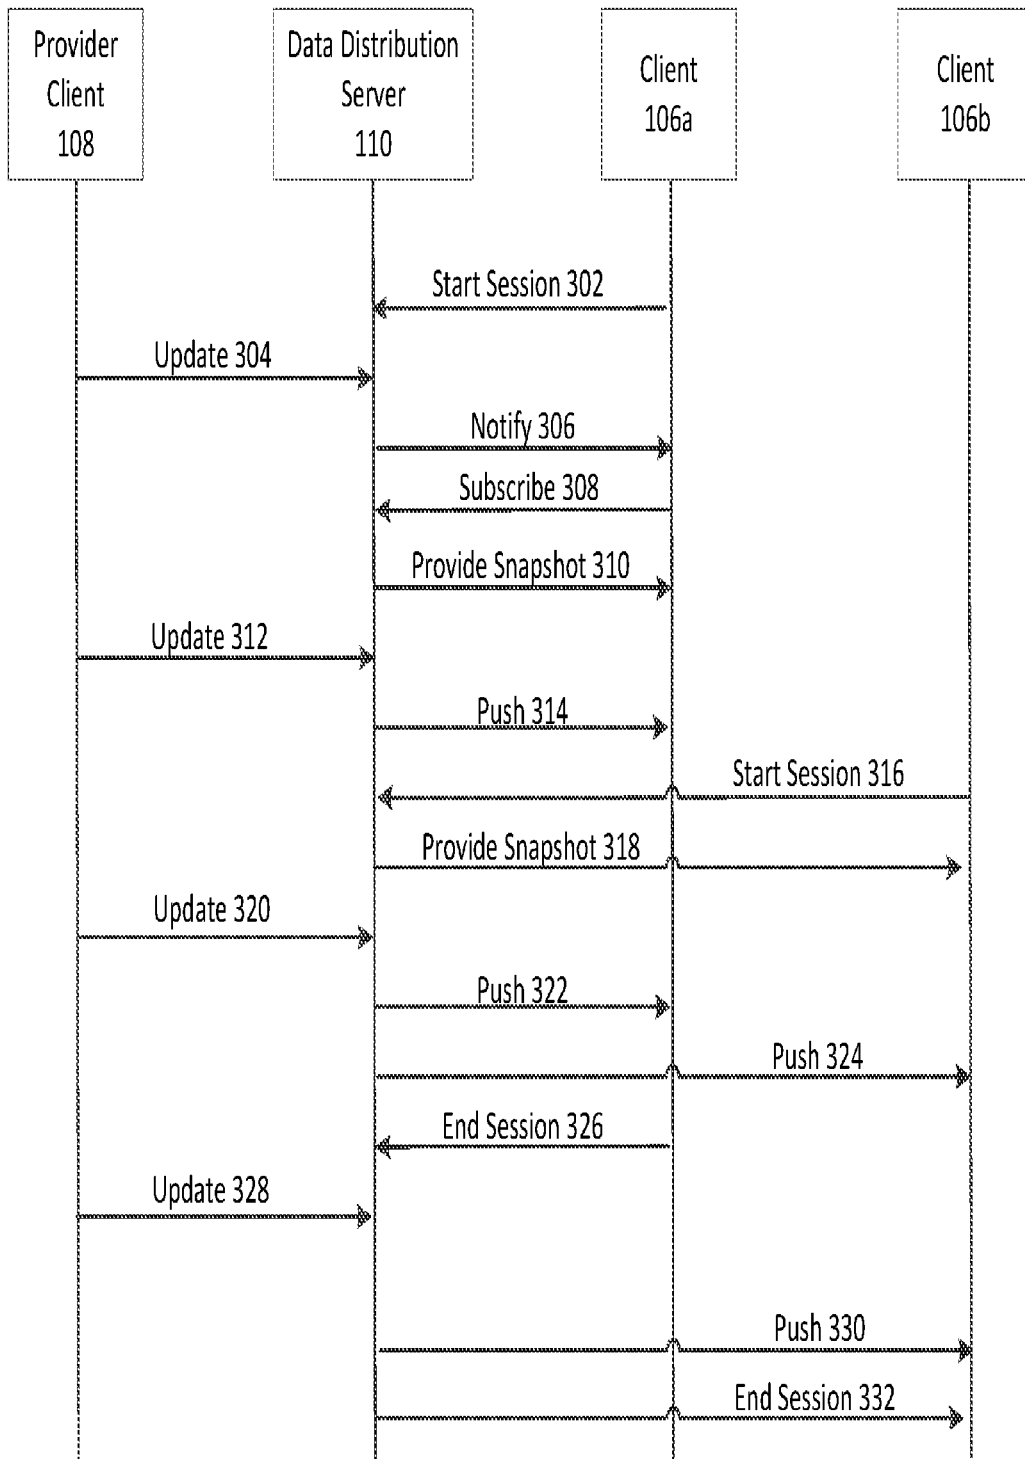 Provider
Client
108
Data Distribution
Server
110
Client
106a
Client
106b
Start Session 302
Update 304
Notify 306
Subscribe 308
Provide Snapshot 310
Update 312
Push 314
Start Session 316
Provide Snapshot 318
Update 320
Push 322
Push 324
End Session 326
Update 328
Push 330
End Session 332